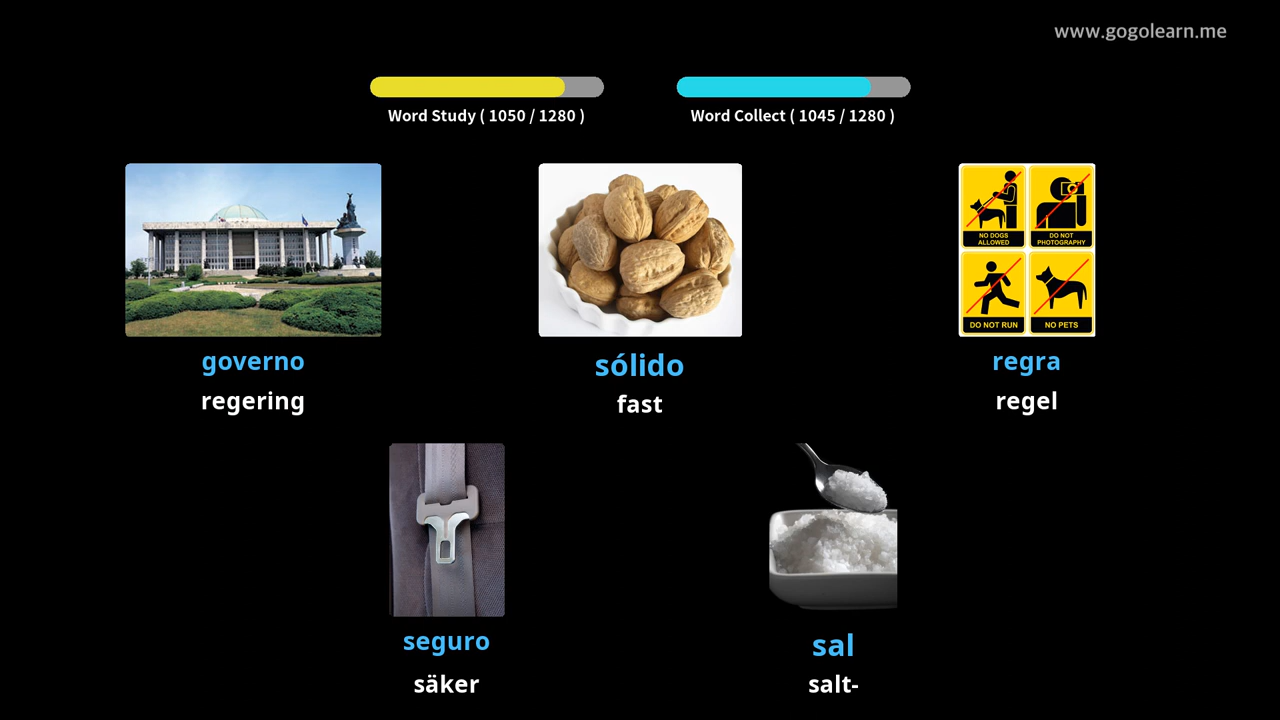 www.gogolearn.me
Word Study ( 1050 / 1280 )
Word Collect ( 1045 / 1280 )
NO DOGS
ALLOWED
DO NOT
PHOTOGRAPHY
DO NOT RUN
NO PETS
governo
sólido
regra
regering
fast
regel
seguro
sal
säker
salt-